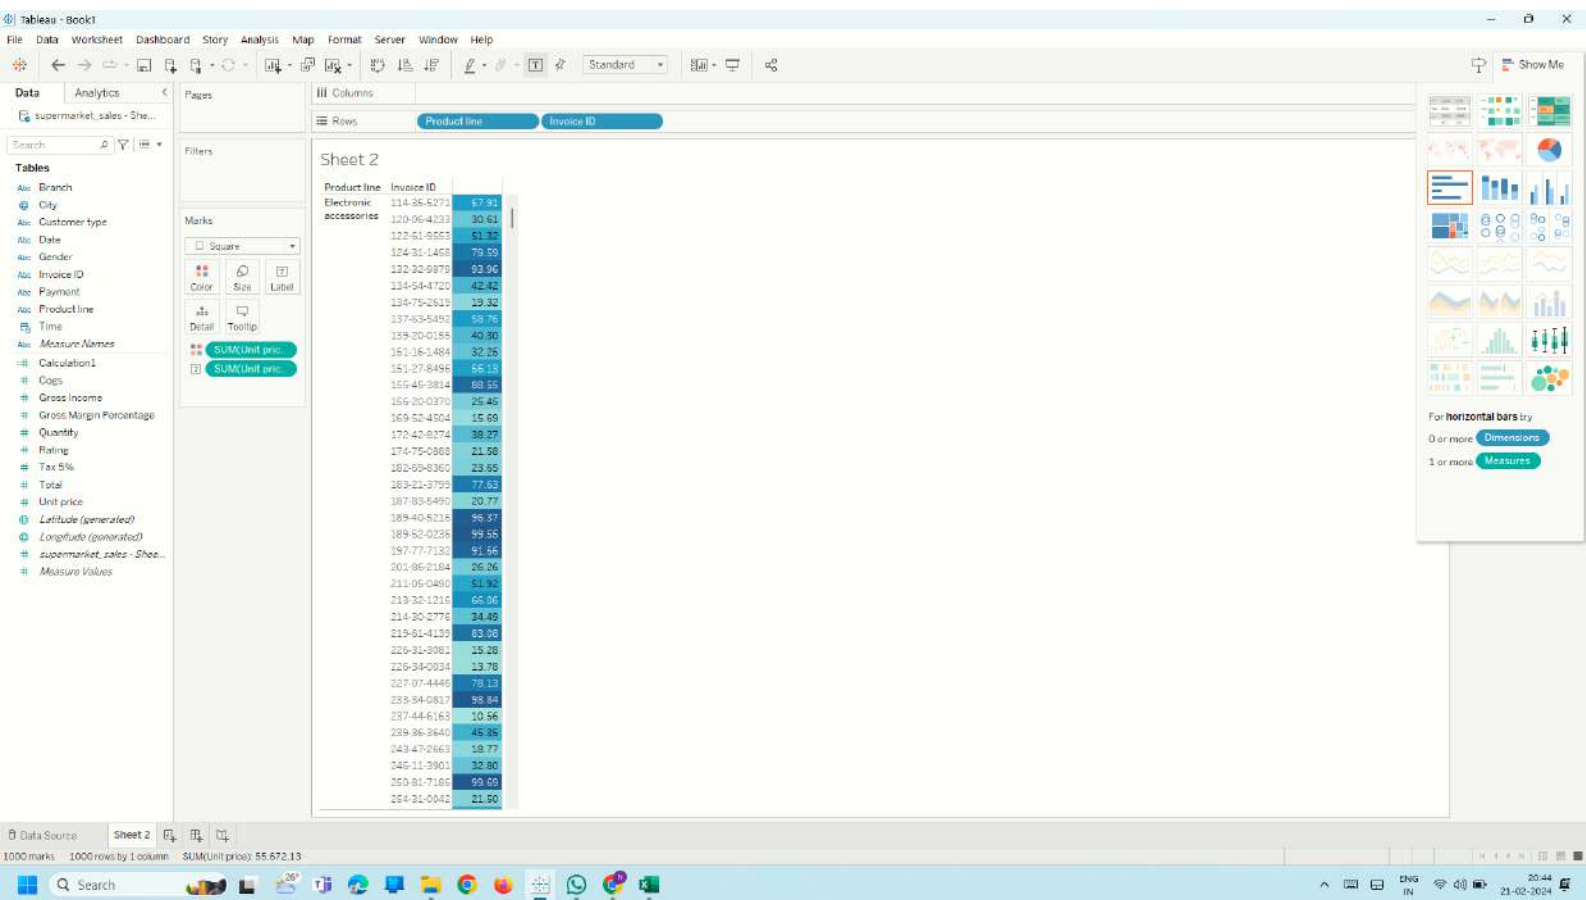 Tableau - Book1
File Data Worksheet Dashboard Story Analysis Map Format Server Window Help
Standard
Show Me
Data Analytics
Pages
Columns
supermarket_sales - She...
Rows Product line Invoice ID
Search
Filters
Sheet 2
Tables
Abc Branch
City
Abc Customer type
Abc Date
Abc Gender
Abc Invoice ID
Abc Payment
Abc Product line
Time
Abc Measure Names
Calculation1
Cogs
Gross Income
Gross Margin Percentage
Quantity
Rating
Tax 5%
Total
Unit price
Latitude (generated)
Longitude (generated)
supermarket_sales - Shee...
Measure Values
Marks
Square
Color Size Label
Detail Tooltip
SUM(Unit pric..
SUM(Unit pric..
Product line Invoice ID
Electronic accessories
114-35-5271 67.91
120-06-4233 30.61
122-61-9553 51.32
124-31-1458 79.59
132-32-9879 93.96
134-54-4720 42.42
134-75-2619 19.32
137-63-5492 58.76
139-20-0155 40.30
151-16-1484 32.25
151-27-8496 56.13
155-45-3814 88.55
156-20-0370 25.45
169-52-4504 15.69
172-42-8274 38.27
174-75-0888 21.58
182-69-8360 23.65
183-21-3799 77.63
187-83-5490 20.77
189-40-5216 96.37
189-52-0236 99.55
197-77-7132 91.56
201-86-2184 26.26
211-05-0490 51.92
213-32-1216 66.06
214-30-2776 34.49
219-61-4139 83.08
226-31-3081 15.28
226-34-0034 13.78
227-07-4446 78.13
233-34-0817 98.84
237-44-6163 10.56
239-36-3640 45.35
243-47-2663 18.77
246-11-3901 32.80
250-81-7186 99.69
254-31-0042 21.50
For horizontal bars try
0 or more Dimensions
1 or more Measures
Data Source Sheet 2
1000 marks 1000 rows by 1 column SUM(Unit price): 55,672.13
Search
26°
N
ENG
IN
20:44
21-02-2024